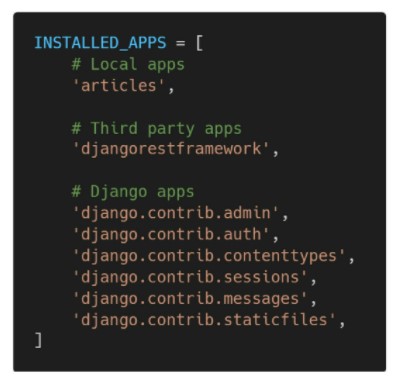 INSTALLED_APPS = [
    # Local apps
    'articles',

    # Third party apps
    'djangorestframework',

    # Django apps
    'django.contrib.admin',
    'django.contrib.auth',
    'django.contrib.contenttypes',
    'django.contrib.sessions',
    'django.contrib.messages',
    'django.contrib.staticfiles',
]